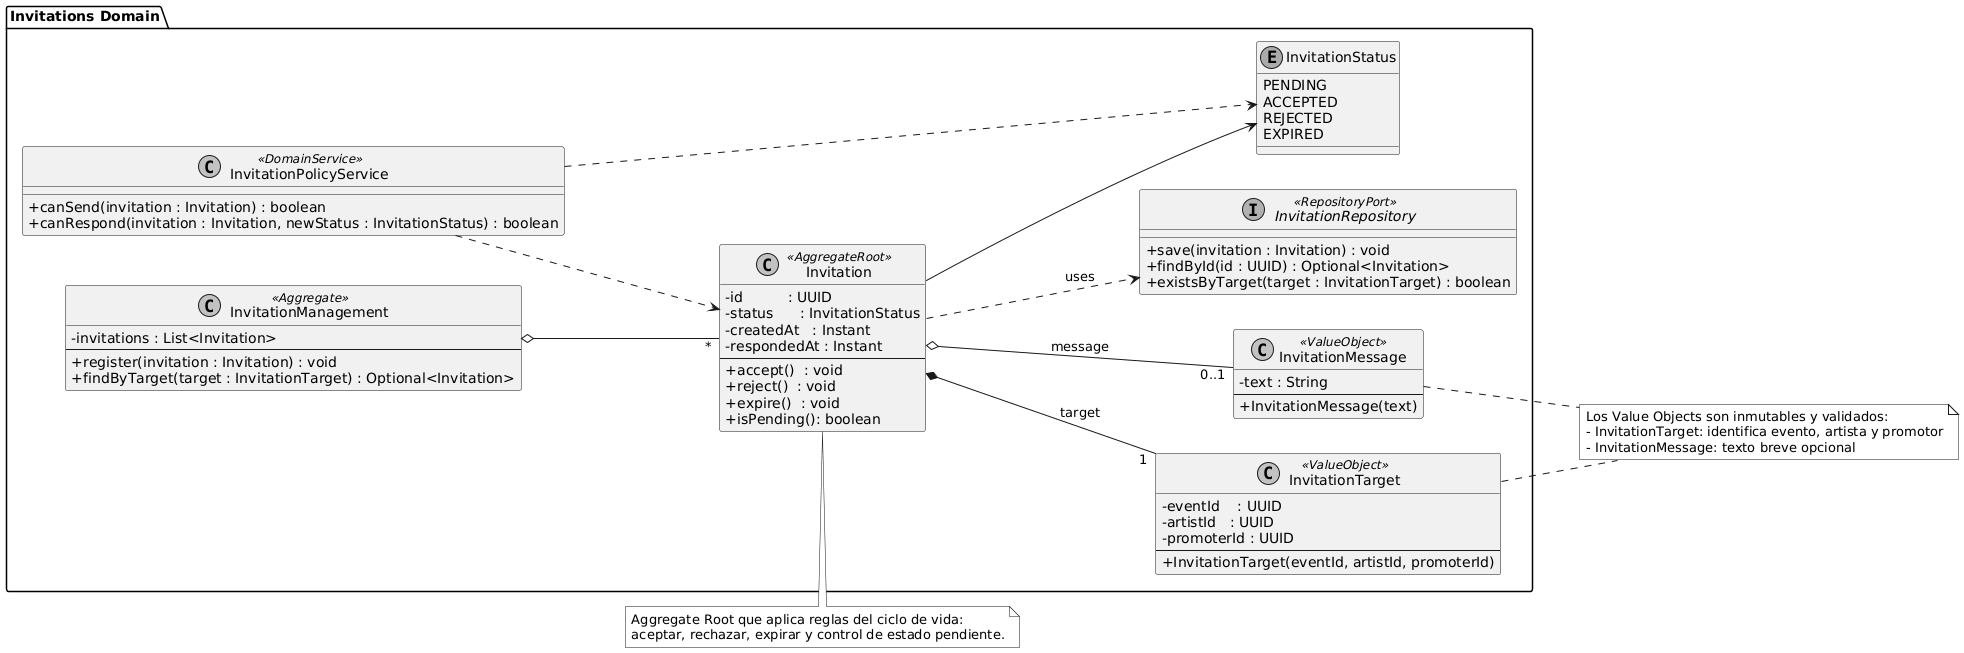 Invitations Domain
E InvitationStatus
PENDING
ACCEPTED
REJECTED
EXPIRED
«DomainService»
C InvitationPolicyService
+canSend(invitation : Invitation) : boolean
+canRespond(invitation : Invitation, newStatus : InvitationStatus) : boolean
«RepositoryPort»
I InvitationRepository
+save(invitation : Invitation) : void
+findById(id : UUID) : Optional<Invitation>
+existsByTarget(target : InvitationTarget) : boolean
«Aggregate»
C InvitationManagement
-invitations : List<Invitation>
+register(invitation : Invitation) : void
+findByTarget(target : InvitationTarget) : Optional<Invitation>
*
«AggregateRoot»
C Invitation
-id : UUID
-status : InvitationStatus
-createdAt : Instant
-respondedAt : Instant
+accept() : void
+reject() : void
+expire() : void
+isPending(): boolean
uses
message
0..1
target
1
«ValueObject»
C InvitationMessage
-text : String
+InvitationMessage(text)
«ValueObject»
C InvitationTarget
-eventId : UUID
-artistId : UUID
-promoterId : UUID
+InvitationTarget(eventId, artistId, promoterId)
Los Value Objects son inmutables y validados:
- InvitationTarget: identifica evento, artista y promotor
- InvitationMessage: texto breve opcional
Aggregate Root que aplica reglas del ciclo de vida:
aceptar, rechazar, expirar y control de estado pendiente.